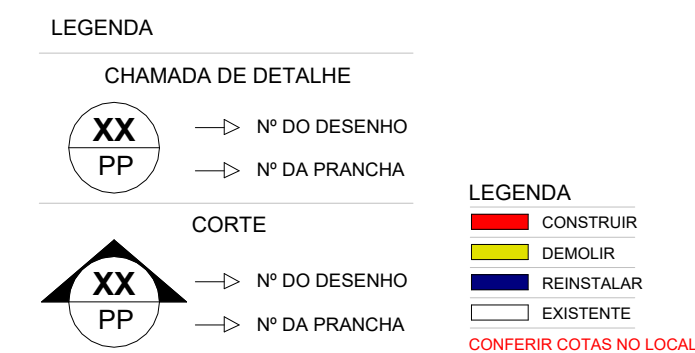 LEGENDA
CHAMADA DE DETALHE
XX
Nº DO DESENHO
PP
Nº DA PRANCHA
CORTE
XX
Nº DO DESENHO
PP
Nº DA PRANCHA
LEGENDA
CONSTRUIR
DEMOLIR
REINSTALAR
EXISTENTE
CONFERIR COTAS NO LOCAL